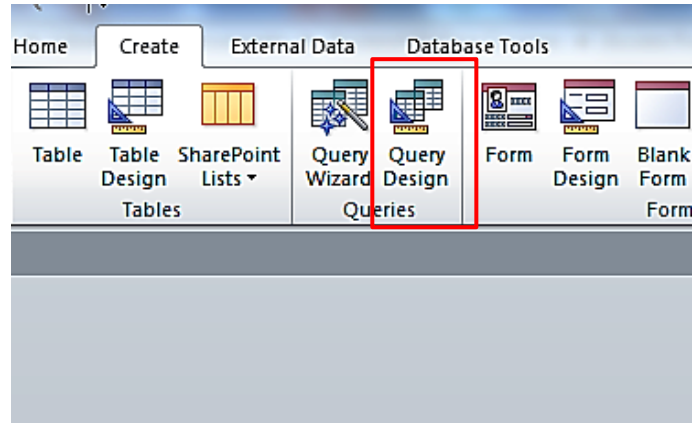 Home Create External Data Database Tools
Table Table Design SharePoint Lists Query Wizard Query Design Form Form Design Blank Form
Tables Queries Form